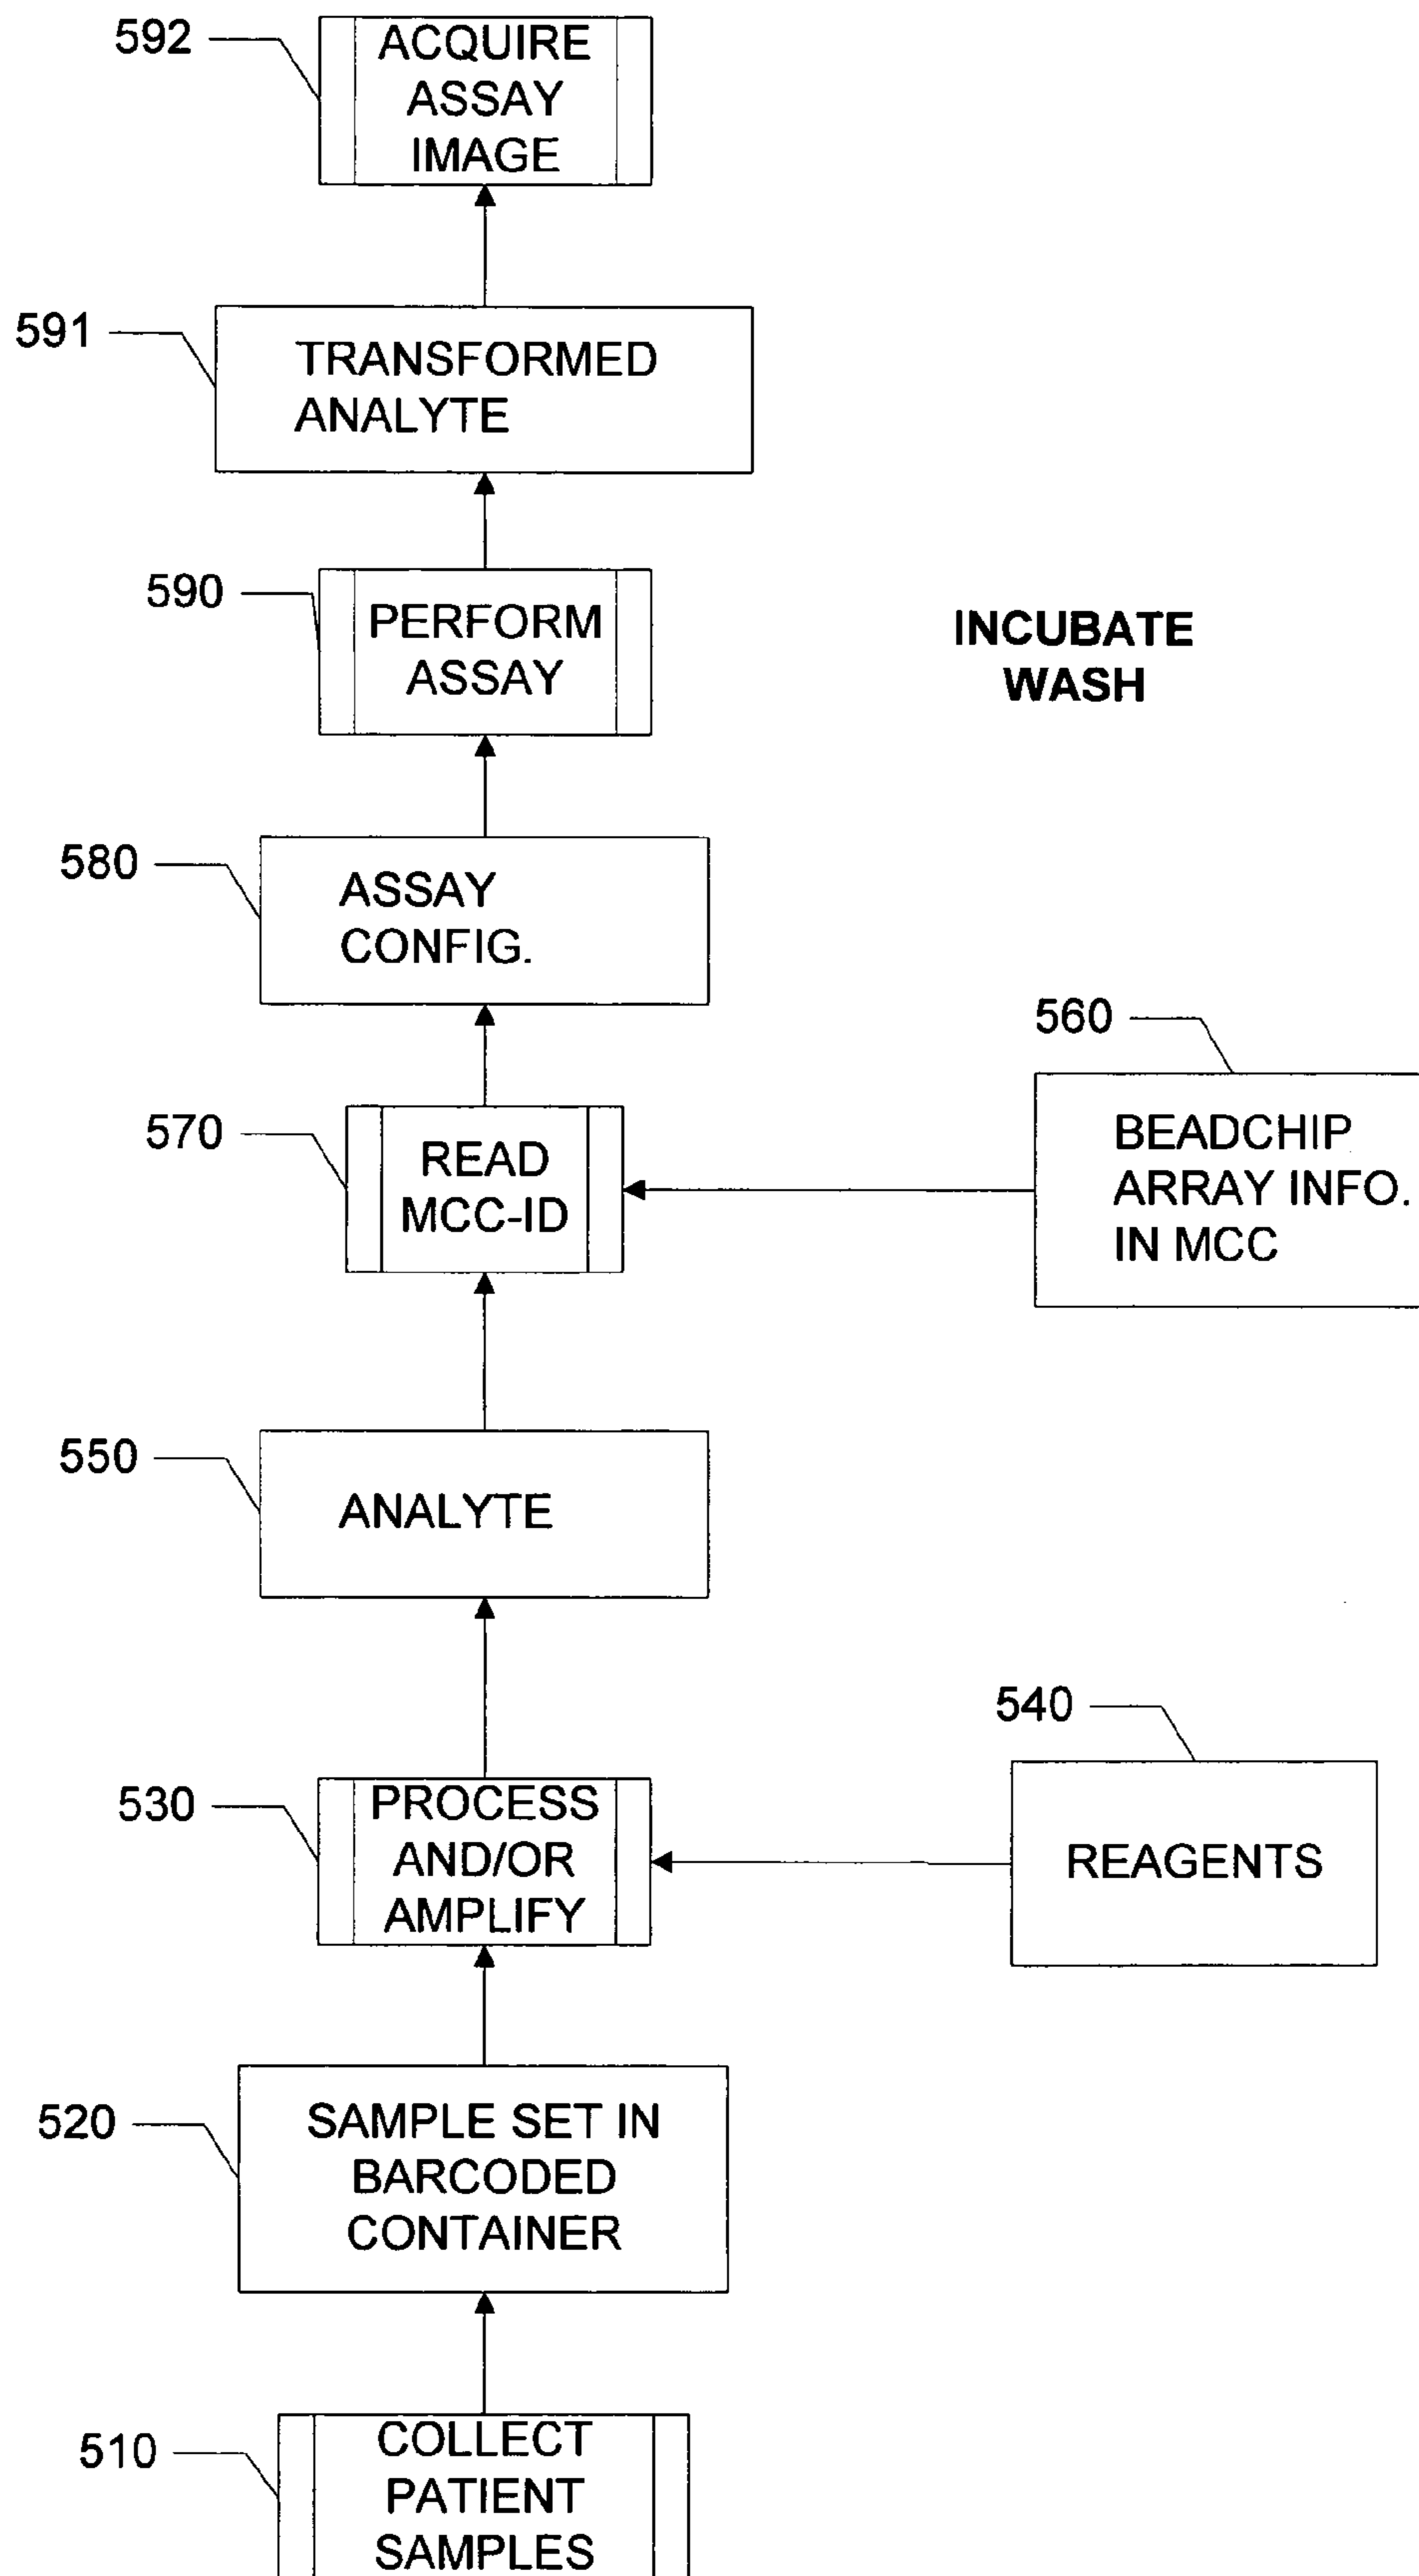 592
ACQUIRE
ASSAY
IMAGE
591
TRANSFORMED
ANALYTE
590
PERFORM
ASSAY
INCUBATE
WASH
580
ASSAY
CONFIG.
560
BEADCHIP
ARRAY INFO.
IN MCC
570
READ
MCC-ID
550
ANALYTE
540
REAGENTS
530
PROCESS
AND/OR
AMPLIFY
520
SAMPLE SET IN
BARCODED
CONTAINER
510
COLLECT
PATIENT
SAMPLES